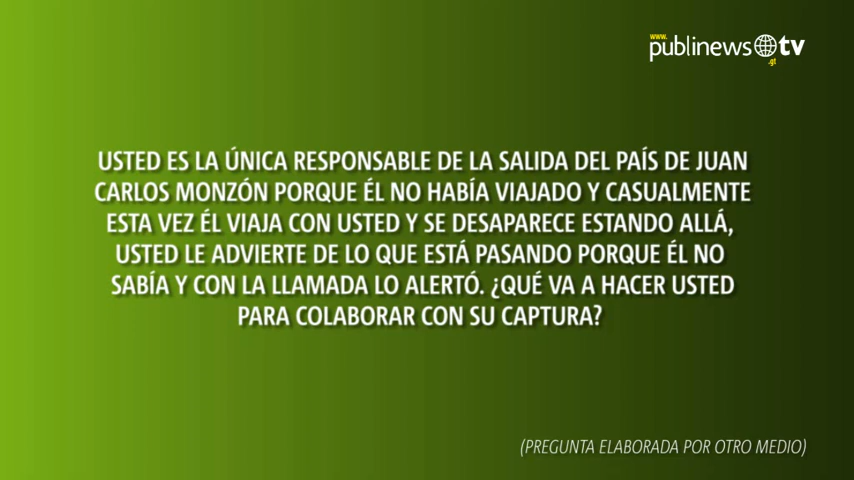 www.
publinews tv
.gt
USTED ES LA ÚNICA RESPONSABLE DE LA SALIDA DEL PAÍS DE JUAN
CARLOS MONZÓN PORQUE ÉL NO HABÍA VIAJADO Y CASUALMENTE
ESTA VEZ ÉL VIAJA CON USTED Y SE DESAPARECE ESTANDO ALLÁ,
USTED LE ADVIERTE DE LO QUE ESTÁ PASANDO PORQUE ÉL NO
SABÍA Y CON LA LLAMADA LO ALERTÓ. ¿QUÉ VA A HACER USTED
PARA COLABORAR CON SU CAPTURA?
(PREGUNTA ELABORADA POR OTRO MEDIO)